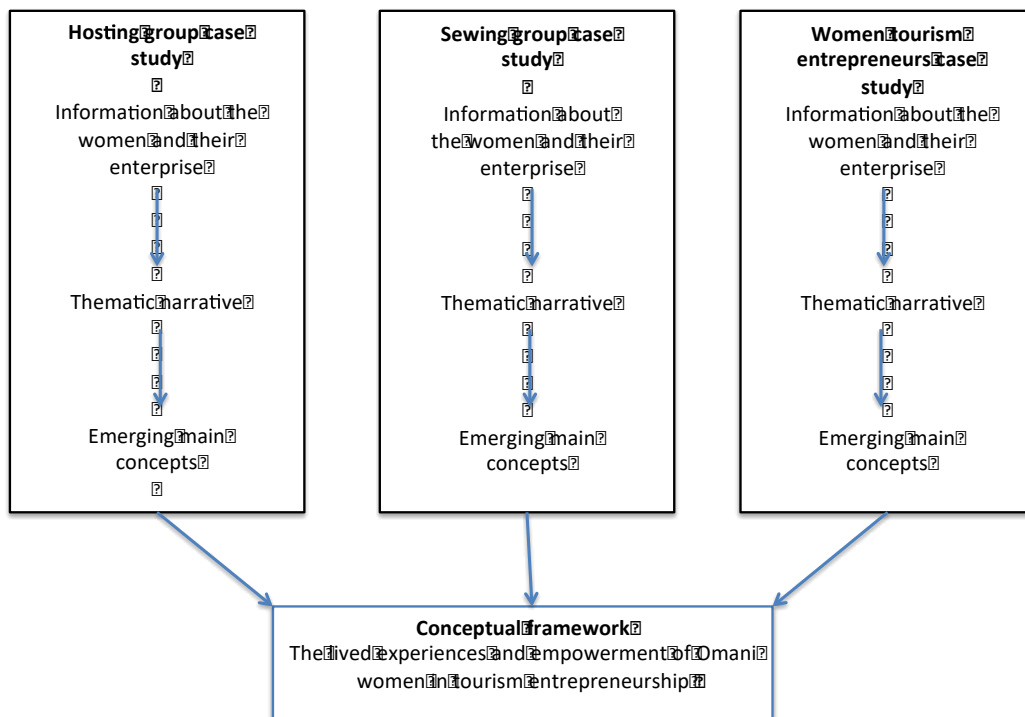 Hosting group case
study
Information about the
women and their
enterprise
Thematic narrative
Emerging main
concepts
Sewing group case
study
Information about
the women and their
enterprise
Thematic narrative
Emerging main
concepts
Women tourism
entrepreneurs case
study
Information about the
women and their
enterprise
Thematic narrative
Emerging main
concepts
Conceptual framework
The lived experiences and empowerment of Omani
women in tourism entrepreneurship